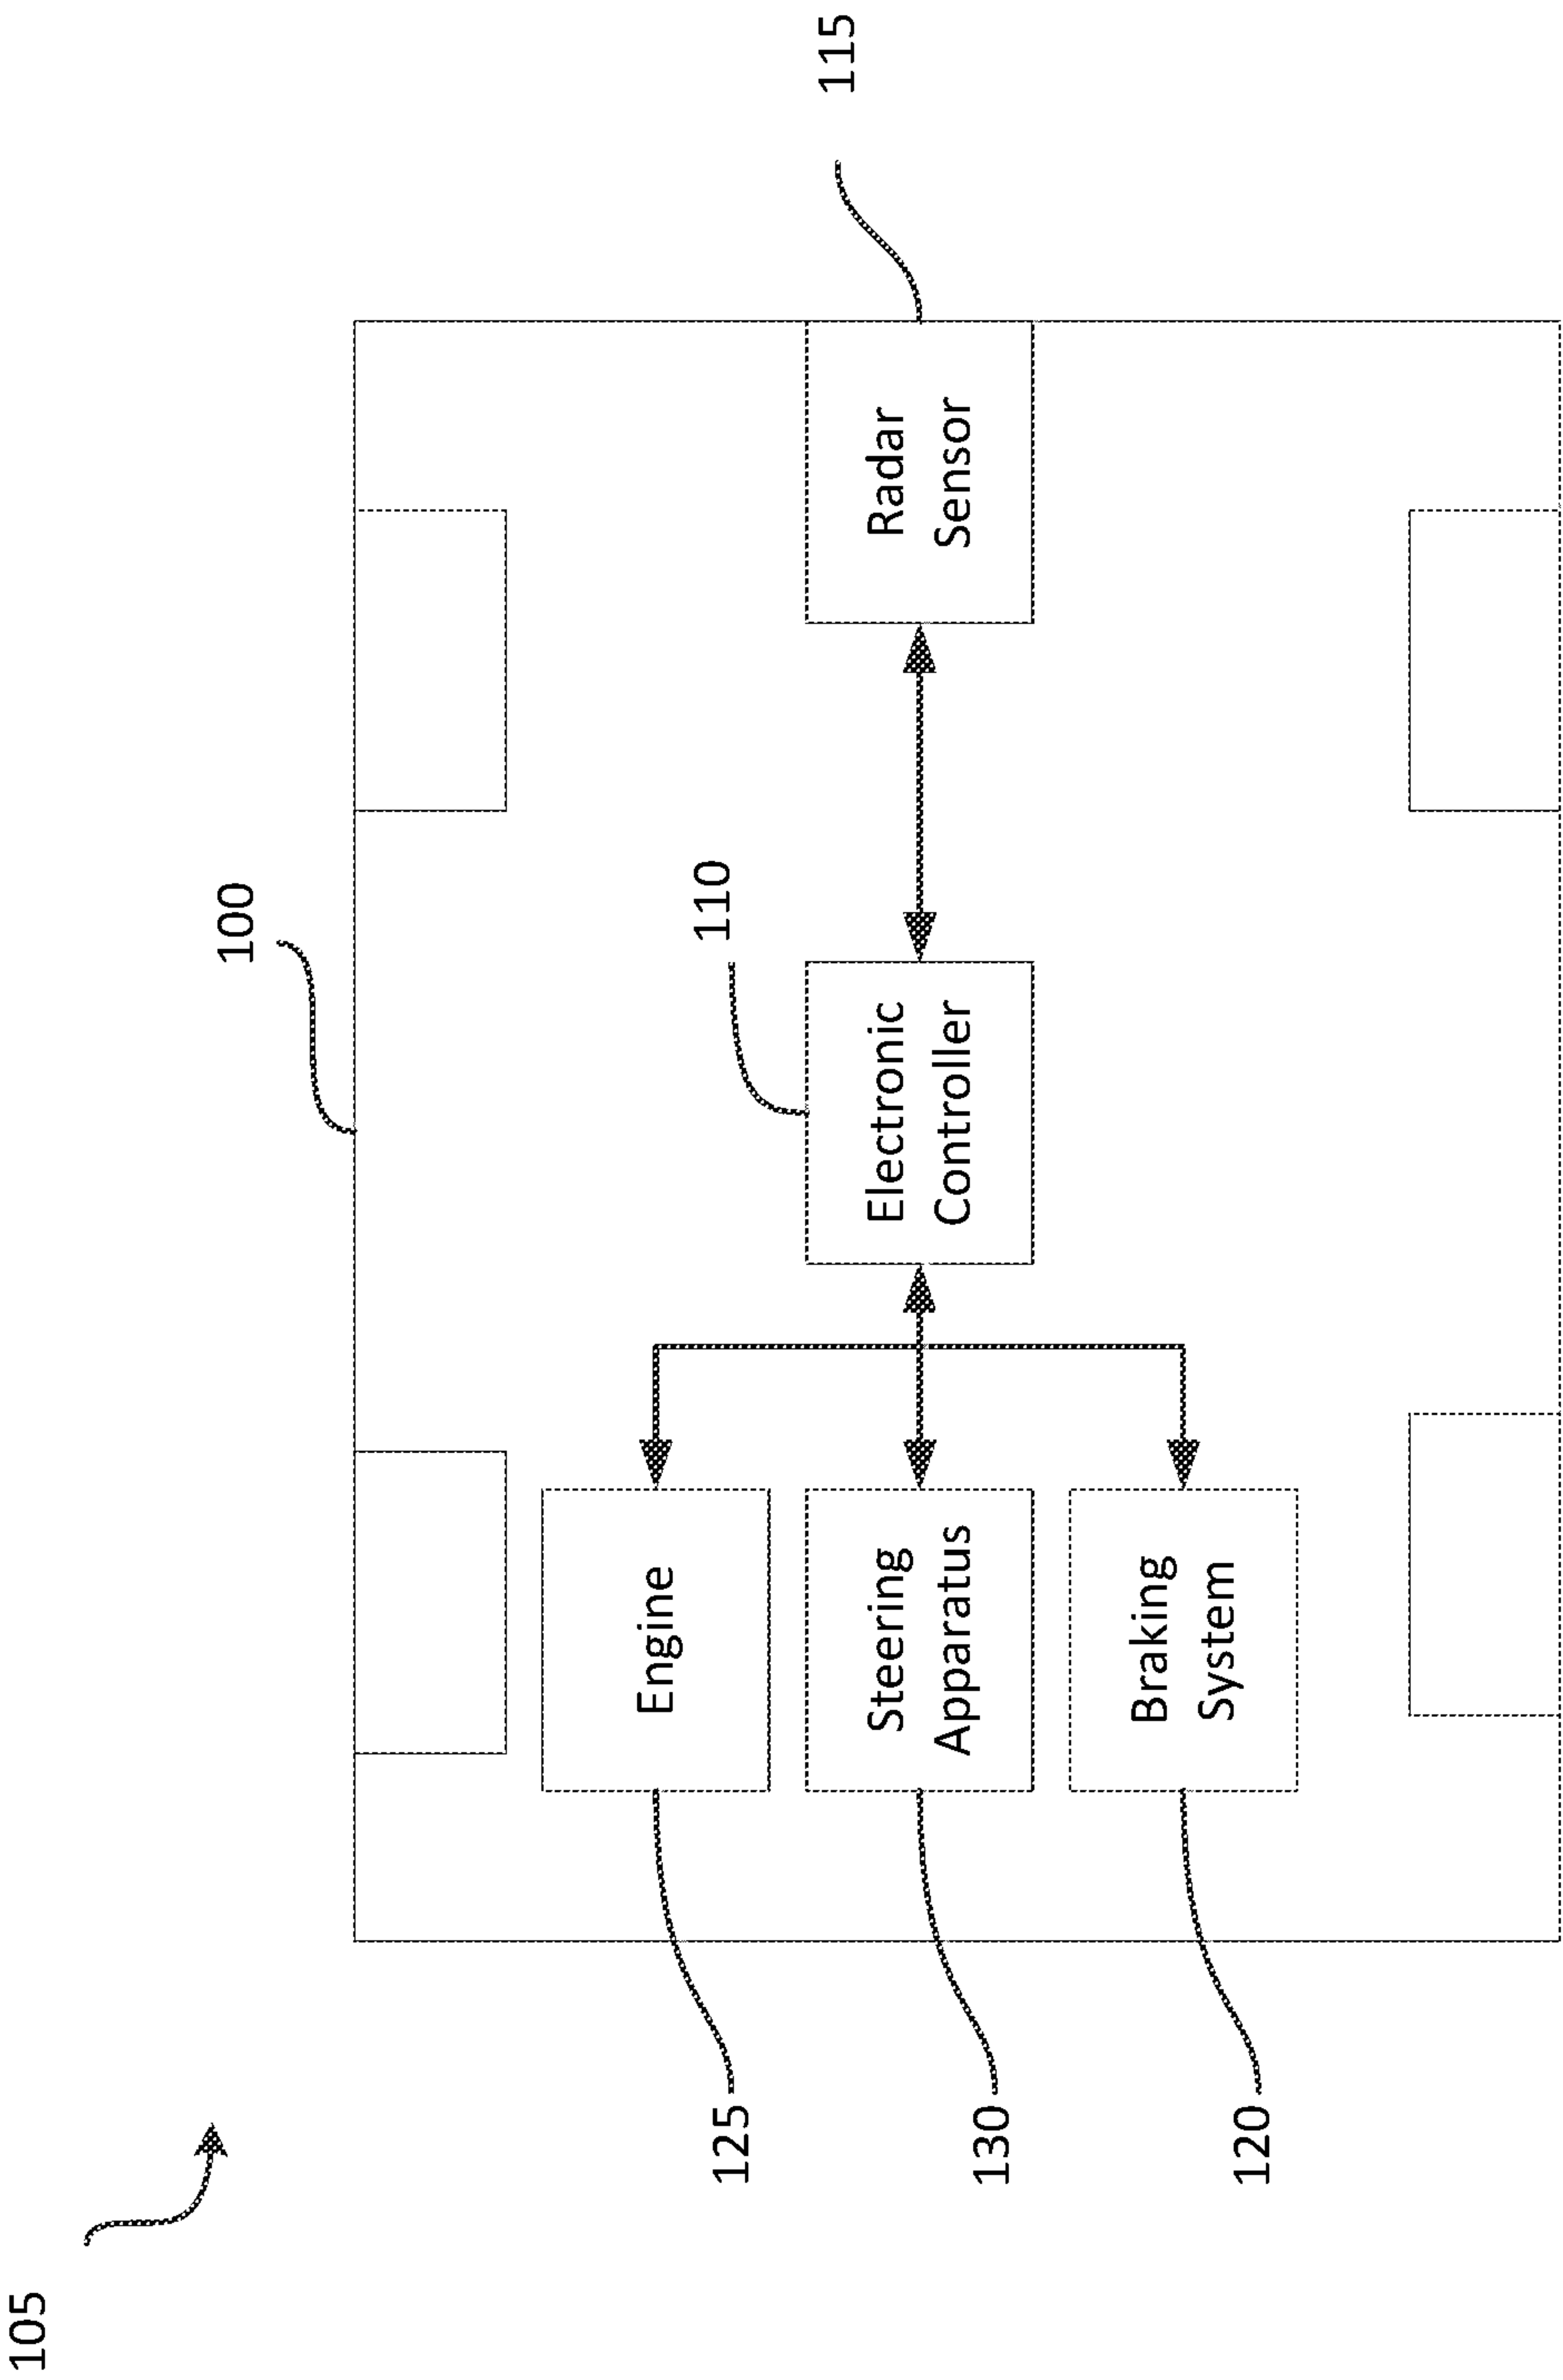 105
100
125
Engine
110
115
130
Steering
Apparatus
Electronic
Controller
Radar
Sensor
120
Braking
System